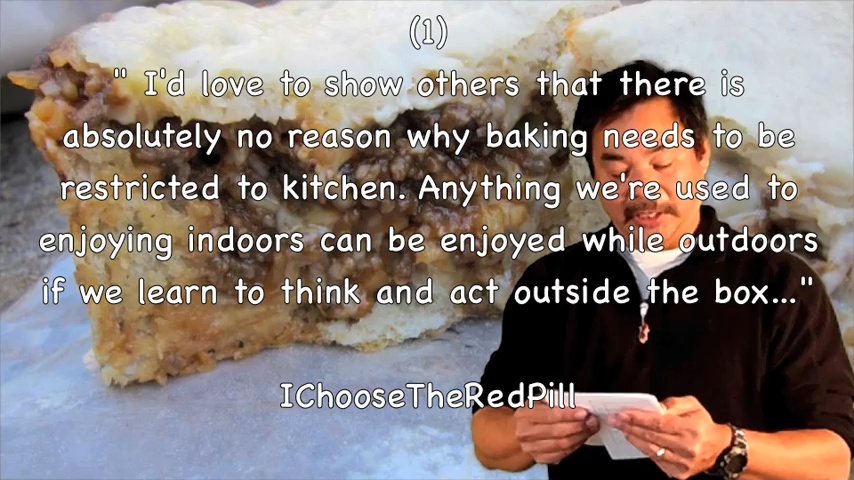 (1)
" I'd love to show others that there is
absolutely no reason why baking needs to be
restricted to kitchen. Anything we're used to
enjoying indoors can be enjoyed while outdoors
if we learn to think and act outside the box..."
IChooseTheRedPill